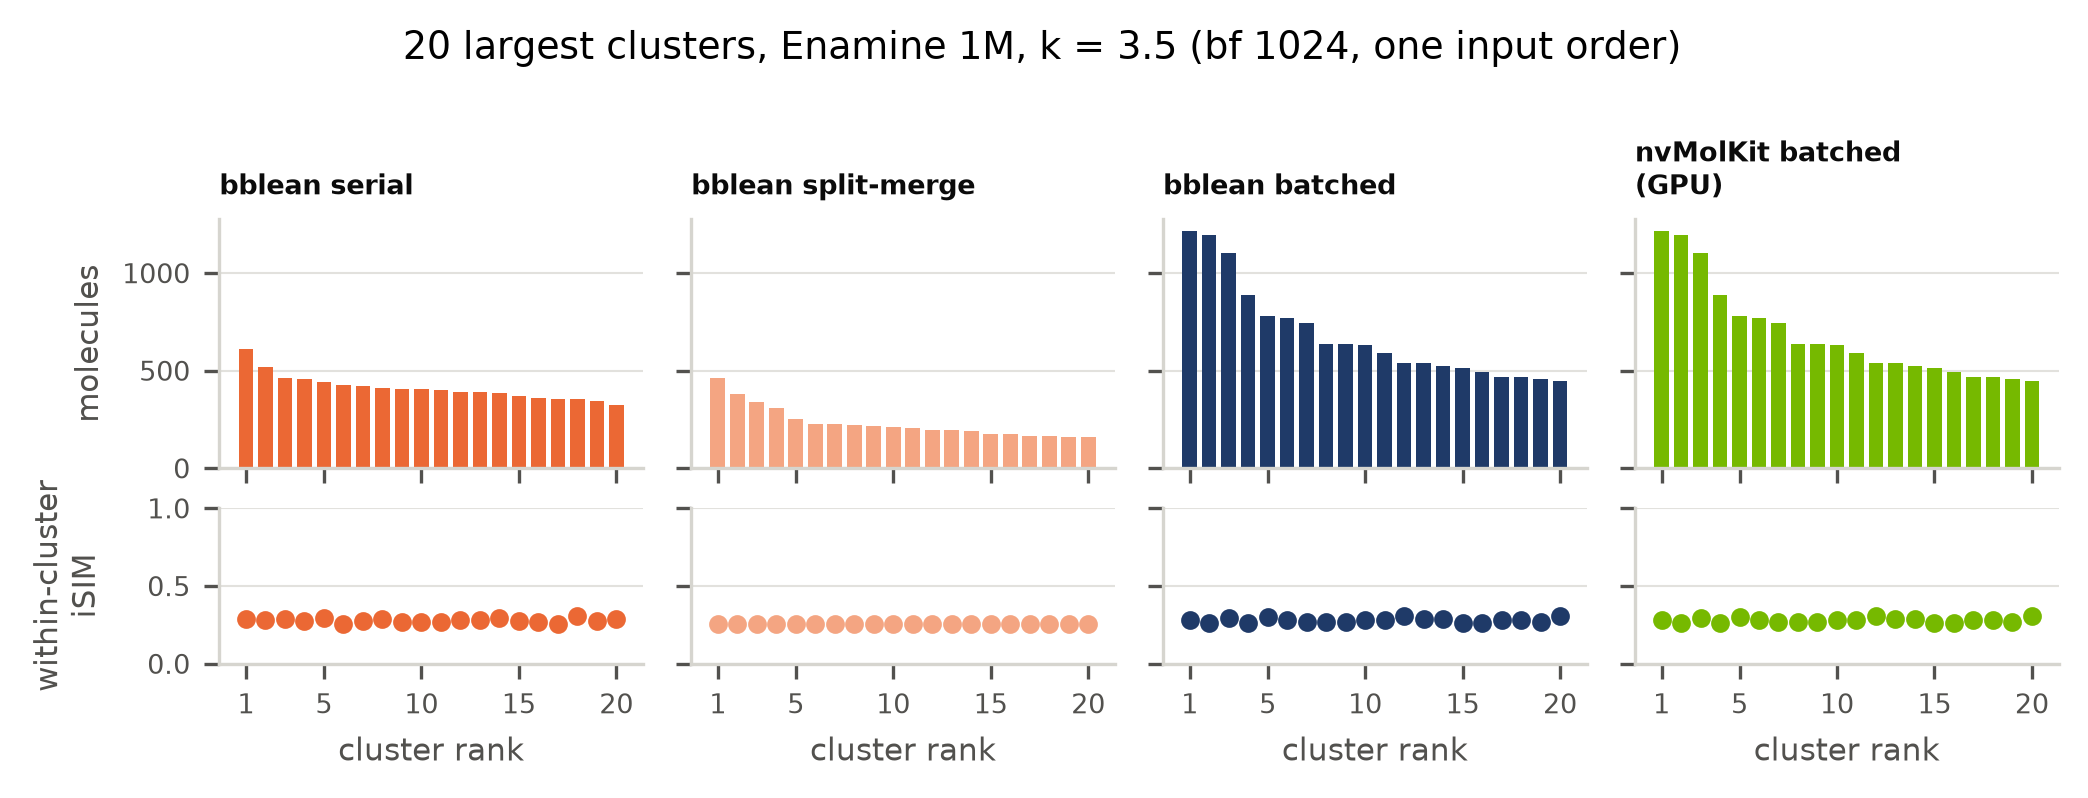 20 largest clusters, Enamine 1M, k = 3.5 (bf 1024, one input order)
bblean serial
bblean split-merge
bblean batched
nvMolKit batched
(GPU)
molecules
1000
500
0
within-cluster
iSIM
1.0
0.5
0.0
1 5 10 15 20
1 5 10 15 20
1 5 10 15 20
1 5 10 15 20
cluster rank
cluster rank
cluster rank
cluster rank